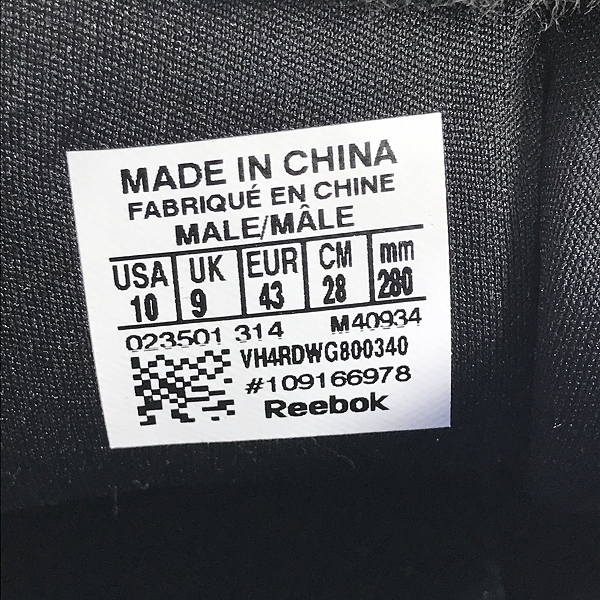 MADE IN CHINA
FABRIQUÉ EN CHINE
MALE/MÂLE
USA UK EUR CM mm
10 9 43 28 280
023501 314 M40934
VH4RDWG800340
#109166978
Reebok